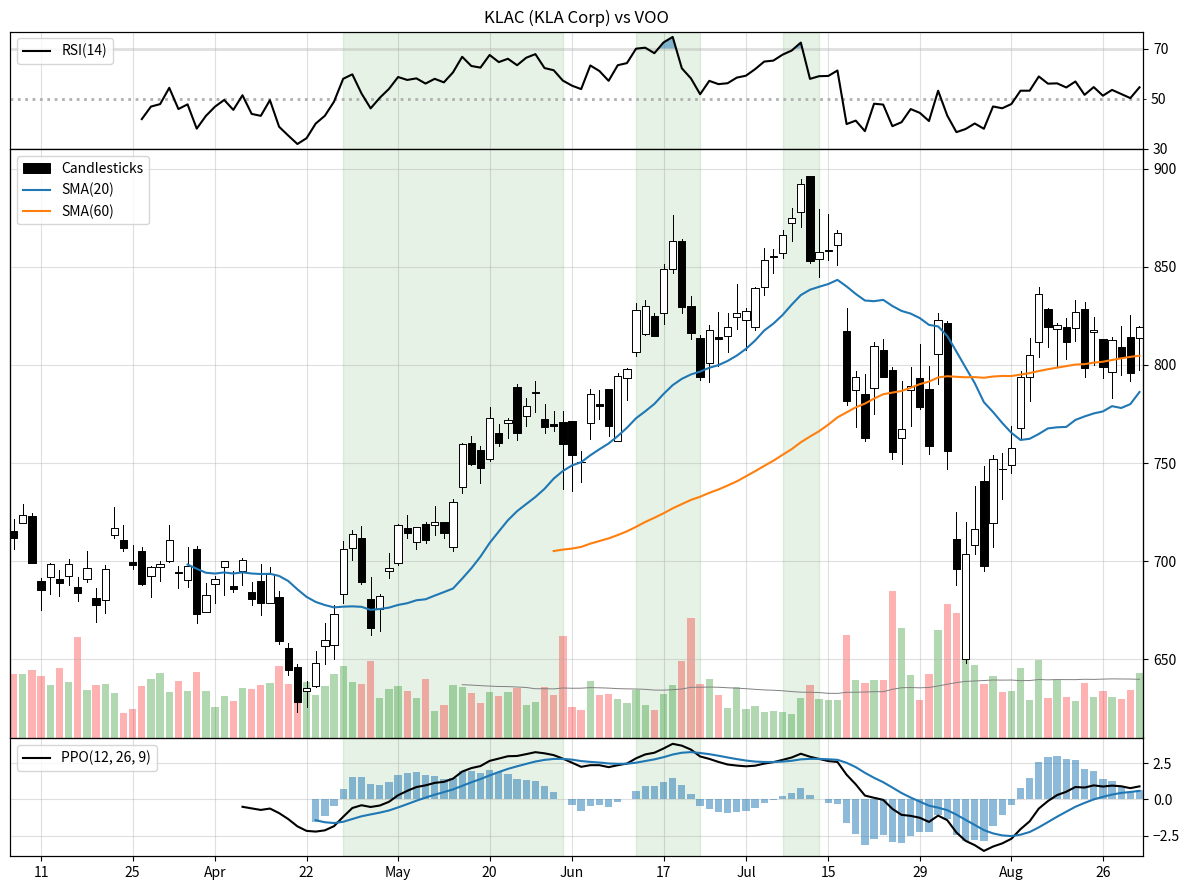 KLAC (KLA Corp) vs VOO
RSI(14)
70
50
30
Candlesticks
SMA(20)
SMA(60)
900
850
800
750
700
650
PPO(12, 26, 9)
2.5
0.0
−2.5
11 25 Apr 22 May 20 Jun 17 Jul 15 29 Aug 26